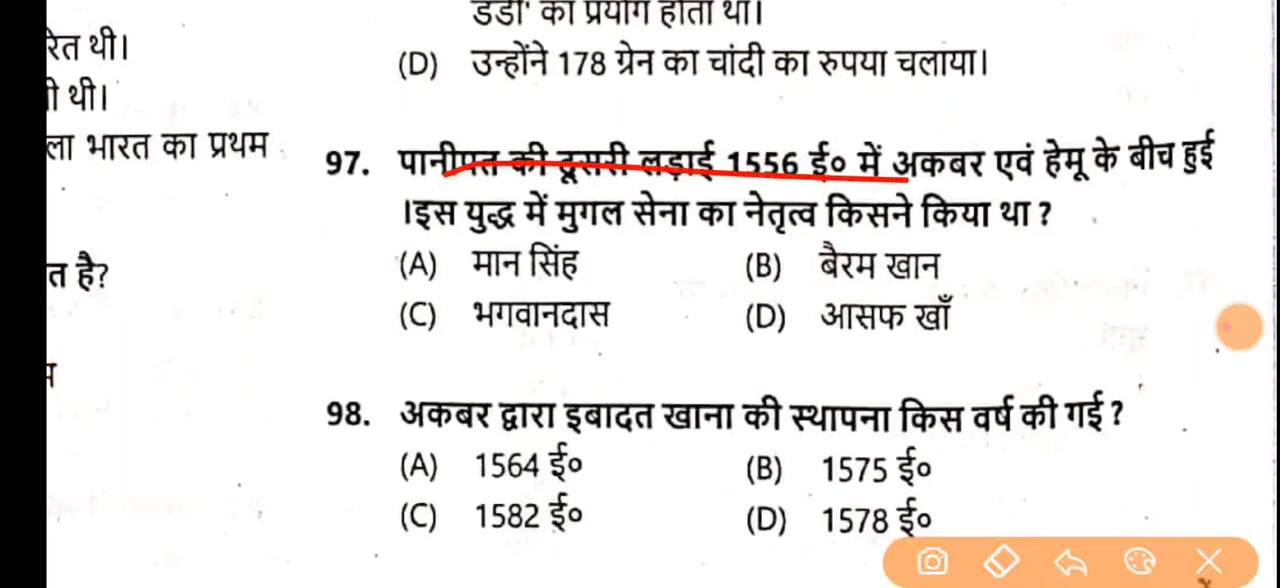 डंडा' का प्रयोग होता था।
(D) उन्होंने 178 ग्रेन का चांदी का रुपया चलाया।
थी।
थी।
भारत का प्रथम
है?
97. पानीपत की दूसरी लड़ाई 1556 ई० में अकबर एवं हेमू के बीच हुई
।इस युद्ध में मुगल सेना का नेतृत्व किसने किया था ?
(A) मान सिंह (B) बैरम खान
(C) भगवानदास (D) आसफ खाँ
98. अकबर द्वारा इबादत खाना की स्थापना किस वर्ष की गई ?
(A) 1564 ई० (B) 1575 ई०
(C) 1582 ई० (D) 1578 ई०